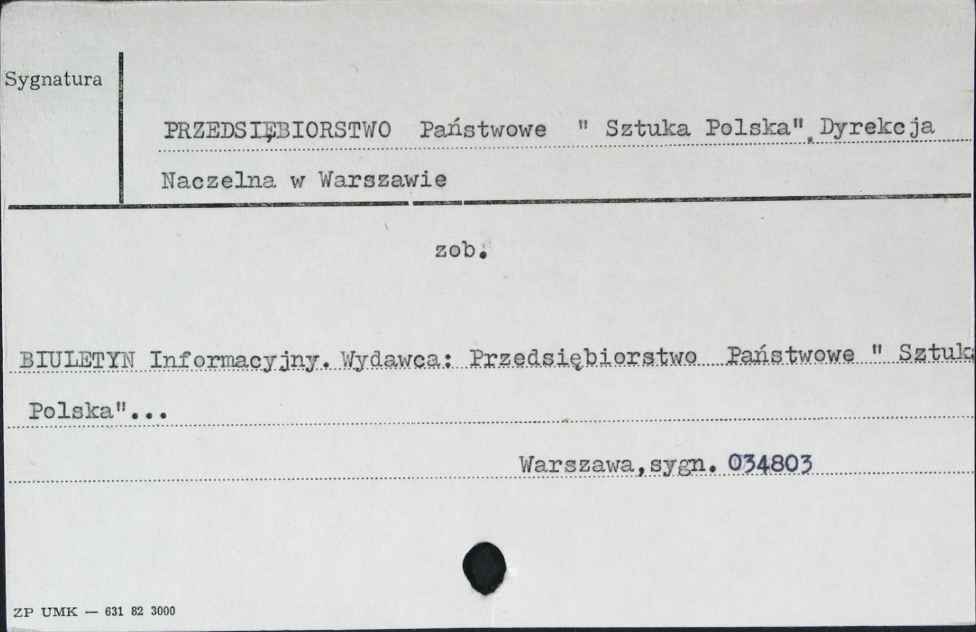 Sygnatura
PRZEDSIĘBIORSTWO Państwowe " Sztuka Polska". Dyrekcja
Naczelna w Warszawie
zob.
BIULETYN Informacyjny. Wydawca: Przedsiębiorstwo Państwowe " Sztuka
Polska"...
Warszawa,sygn. 034803
ZP UMK — 631 82 3000